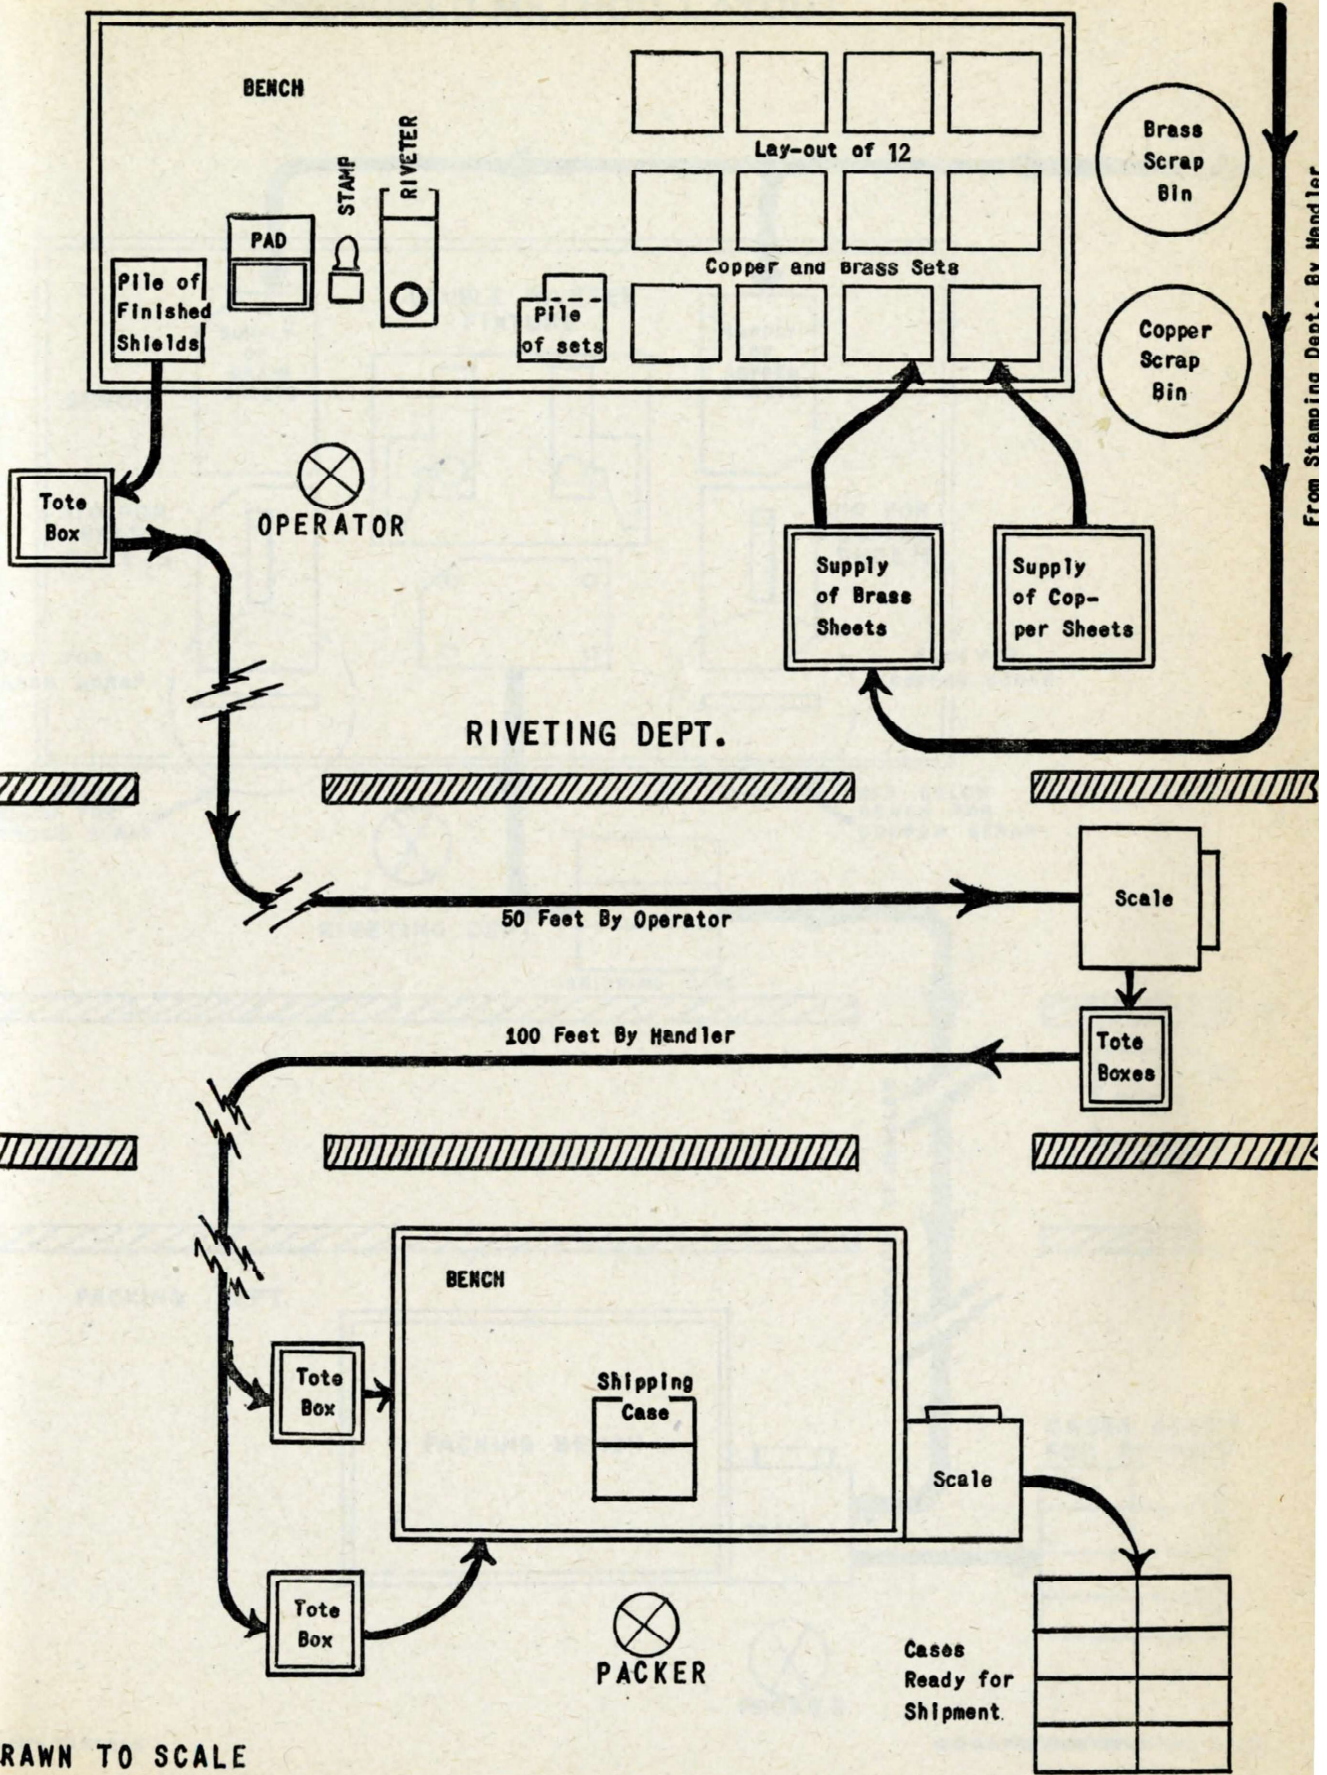 BENCH
RIVETER
STAMP
PAD
Pile of
Finished
Shields
Pile
of sets
Lay-out of 12
Copper and Brass Sets
Brass
Scrap
Bin
Copper
Scrap
Bin
From Stamping Dept. By Handler
Tote
Box
OPERATOR
Supply
of Brass
Sheets
Supply
of Cop-
per Sheets
RIVETING DEPT.
Scale
50 Feet By Operator
100 Feet By Handler
Tote
Boxes
BENCH
Tote
Box
Shipping
Case
Scale
Tote
Box
PACKER
Cases
Ready for
Shipment.
RAWN TO SCALE